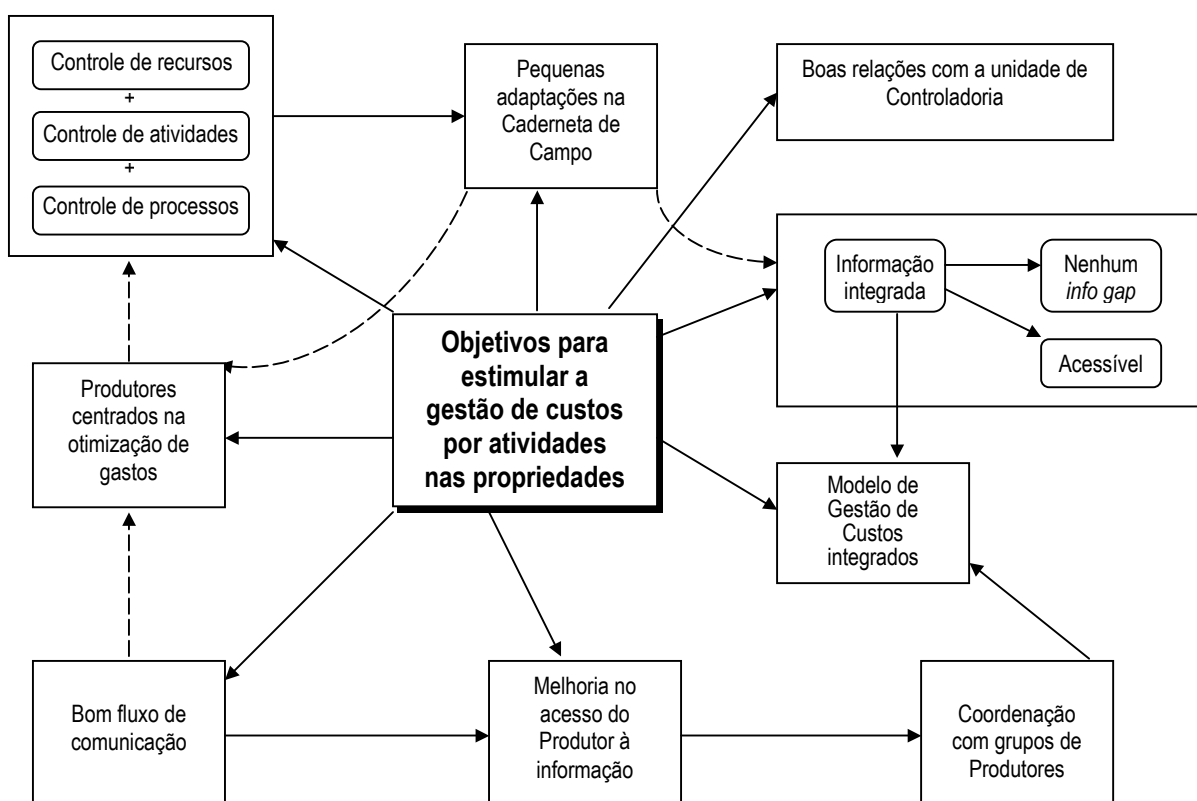 Controle de recursos
+
Controle de atividades
+
Controle de processos
Pequenas
adaptações na
Caderneta de
Campo
Boas relações com a unidade de
Controladoria
Informação
integrada
Nenhum
info gap
Acessível
Objetivos para
estimular a
gestão de custos
por atividades
nas propriedades
Produtores
centrados na
otimização de
gastos
Modelo de
Gestão de
Custos
integrados
Bom fluxo de
comunicação
Melhoria no
acesso do
Produtor à
informação
Coordenação
com grupos de
Produtores